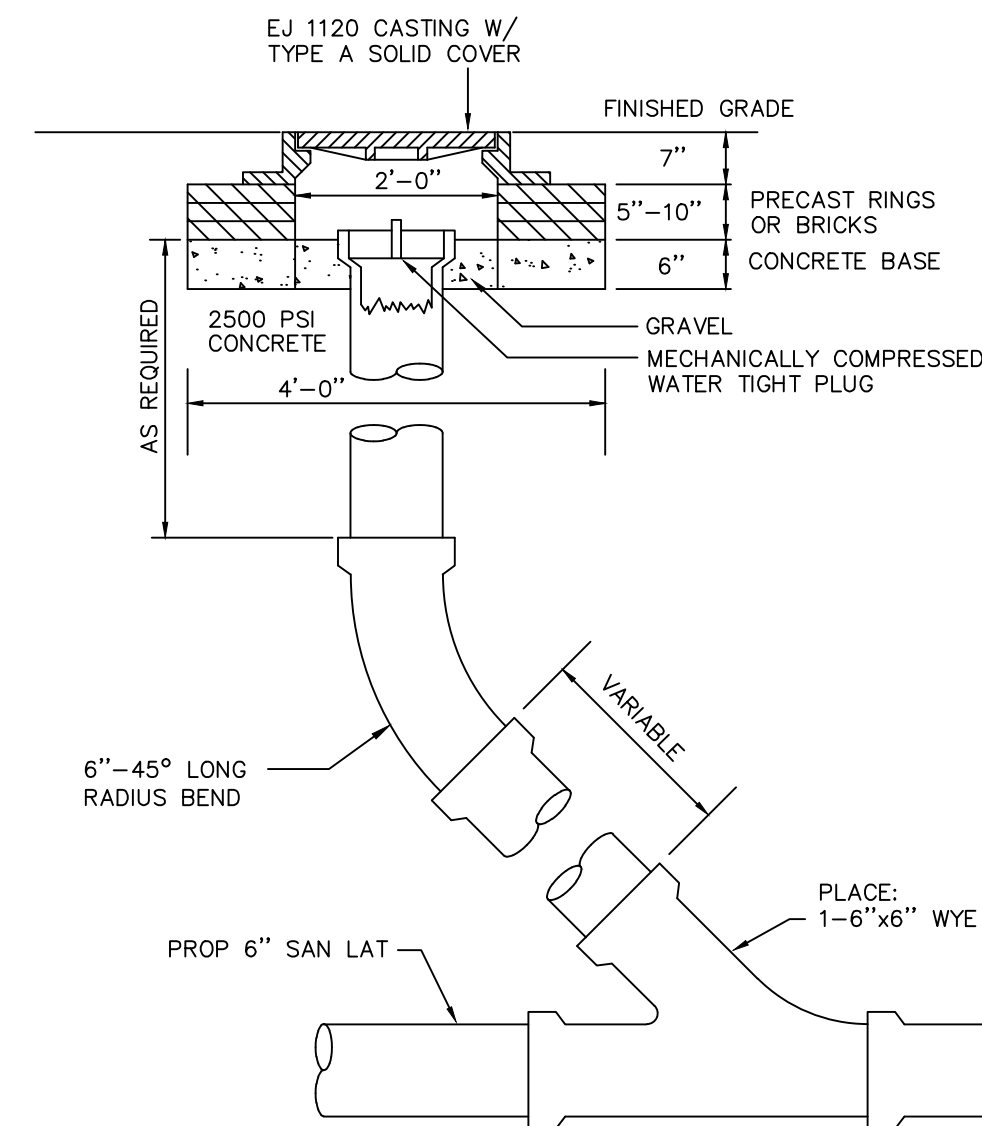 EJ 1120 CASTING W/
TYPE A SOLID COVER
FINISHED GRADE
7"
2'-0"
5"-10"
PRECAST RINGS
OR BRICKS
6"
CONCRETE BASE
2500 PSI
CONCRETE
GRAVEL
MECHANICALLY COMPRESSED
WATER TIGHT PLUG
4'-0"
AS REQUIRED
VARIABLE
6"-45° LONG
RADIUS BEND
PLACE:
1-6"x6" WYE
PROP 6" SAN LAT